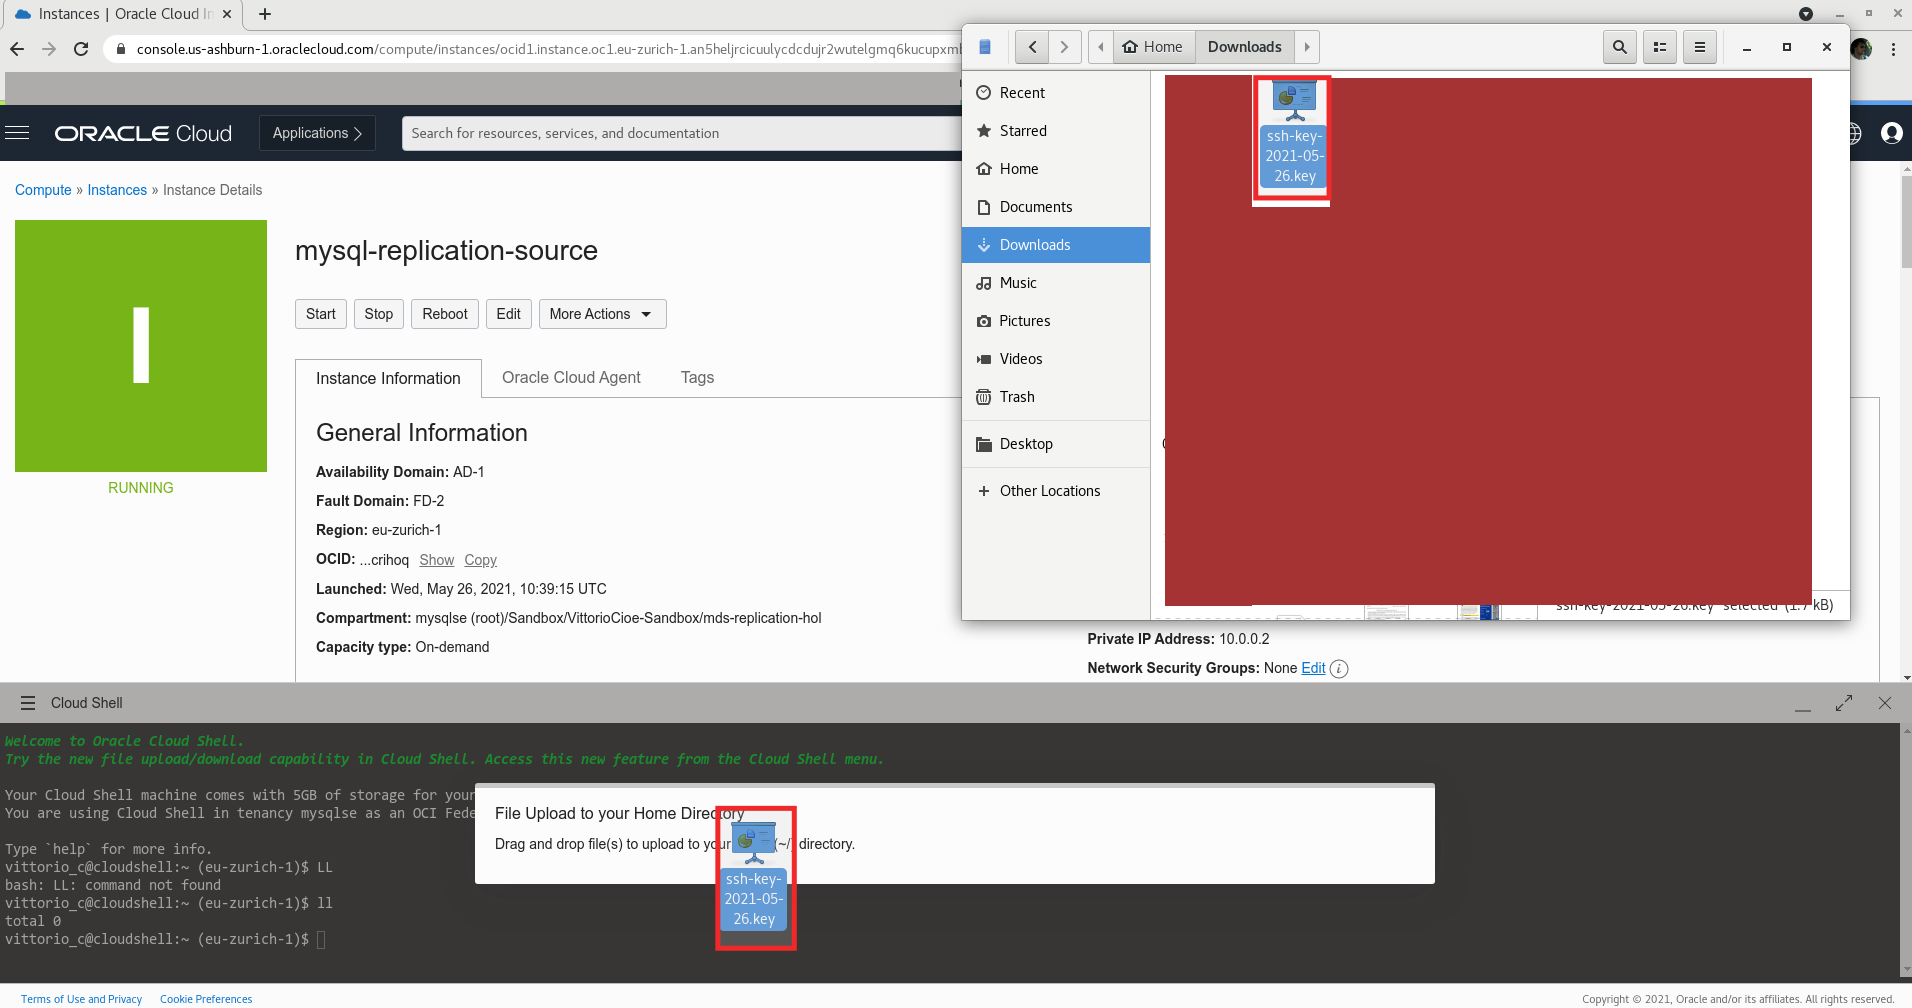 Instances | Oracle Cloud In
console.us-ashburn-1.oraclecloud.com/compute/instances/ocid1.instance.oc1.eu-zurich-1.an5heljrcicuulycdcdujr2wutelgmq6kucupxml
ORACLE Cloud
Applications
Search for resources, services, and documentation
Compute » Instances » Instance Details
I
RUNNING
mysql-replication-source
Start
Stop
Reboot
Edit
More Actions
Instance Information
Oracle Cloud Agent
Tags
General Information
Availability Domain: AD-1
Fault Domain: FD-2
Region: eu-zurich-1
OCID: ...crihoq Show Copy
Launched: Wed, May 26, 2021, 10:39:15 UTC
Compartment: mysqlse (root)/Sandbox/VittorioCioe-Sandbox/mds-replication-hol
Capacity type: On-demand
Private IP Address: 10.0.0.2
Network Security Groups: None Edit i
Home
Downloads
Recent
Starred
Home
Documents
Downloads
Music
Pictures
Videos
Trash
Desktop
+ Other Locations
ssh-key-
2021-05-
26.key
"ssh-key-2021-05-26.key" selected (1.7 kB)
Cloud Shell
Welcome to Oracle Cloud Shell.
Try the new file upload/download capability in Cloud Shell. Access this new feature from the Cloud Shell menu.
Your Cloud Shell machine comes with 5GB of storage for your
You are using Cloud Shell in tenancy mysqlse as an OCI Fede
Type `help` for more info.
vittorio_c@cloudshell:~ (eu-zurich-1)$ LL
bash: LL: command not found
vittorio_c@cloudshell:~ (eu-zurich-1)$ ll
total 0
vittorio_c@cloudshell:~ (eu-zurich-1)$
File Upload to your Home Directory
Drag and drop file(s) to upload to your (~/) directory.
ssh-key-
2021-05-
26.key
Terms of Use and Privacy
Cookie Preferences
Copyright © 2021, Oracle and/or its affiliates. All rights reserved.